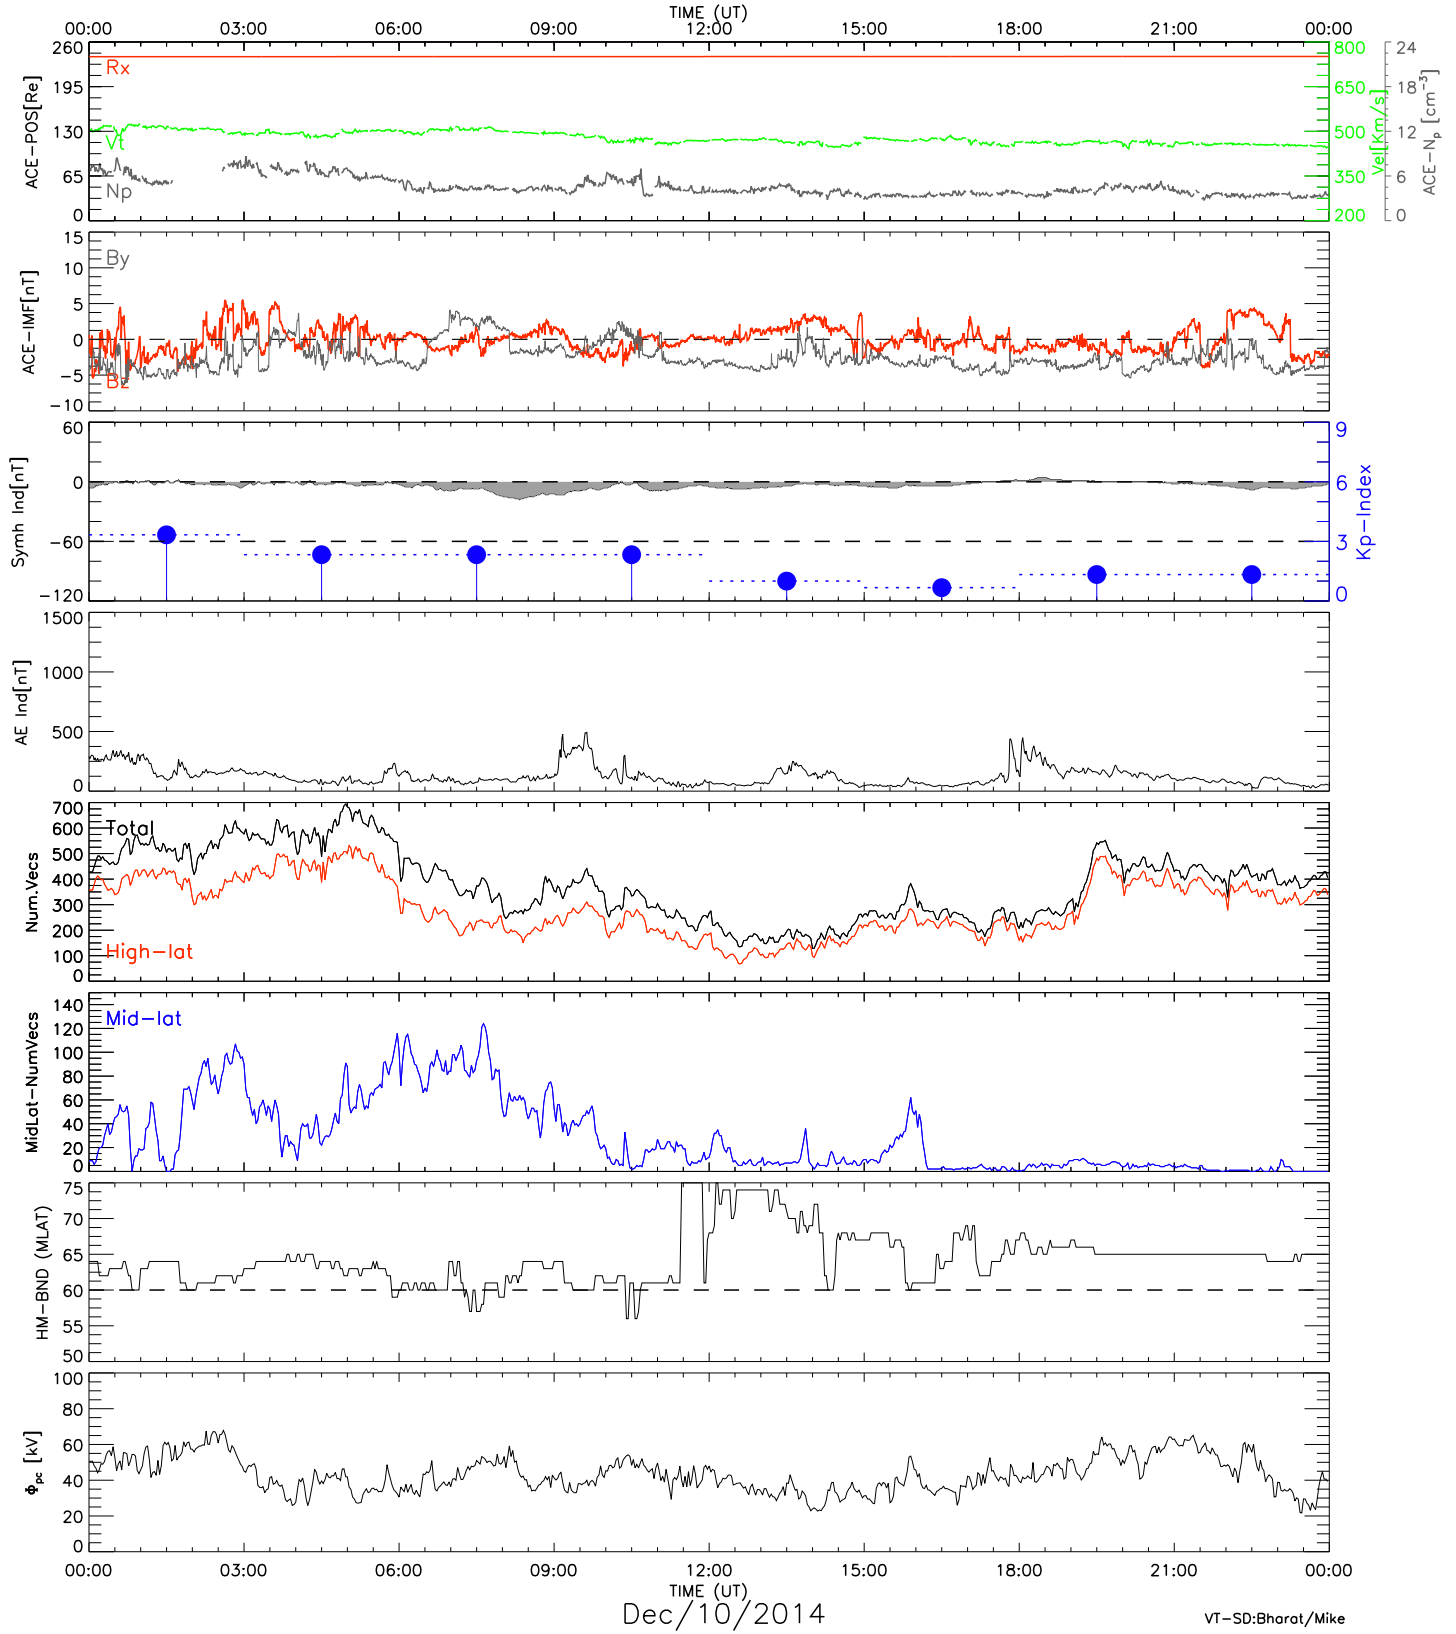 TIME (UT)
00:00 03:00 06:00 09:00 12:00 15:00 18:00 21:00 00:00
260 195 130 65 0
ACE-POS[Re]
Rx
Vt
Np
800 650 500 350 200
Vel[Km/s]
24 18 12 6 0
ACE-Np [cm-3]
15 10 5 0 -5 -10
ACE-IMF[nT]
By
Bz
60 0 -60 -120
Symh Ind[nT]
9 6 3 0
Kp-Index
1500 1000 500 0
AE Ind[nT]
700 600 500 400 300 200 100 0
Num.Vecs
Total
High-lat
140 120 100 80 60 40 20 0
MidLat-NumVecs
Mid-lat
75 70 65 60 55 50
HM-BND (MLAT)
100 80 60 40 20 0
Φpc [kV]
00:00 03:00 06:00 09:00 12:00 15:00 18:00 21:00 00:00
TIME (UT)
Dec/10/2014
VT-SD:Bharat/Mike